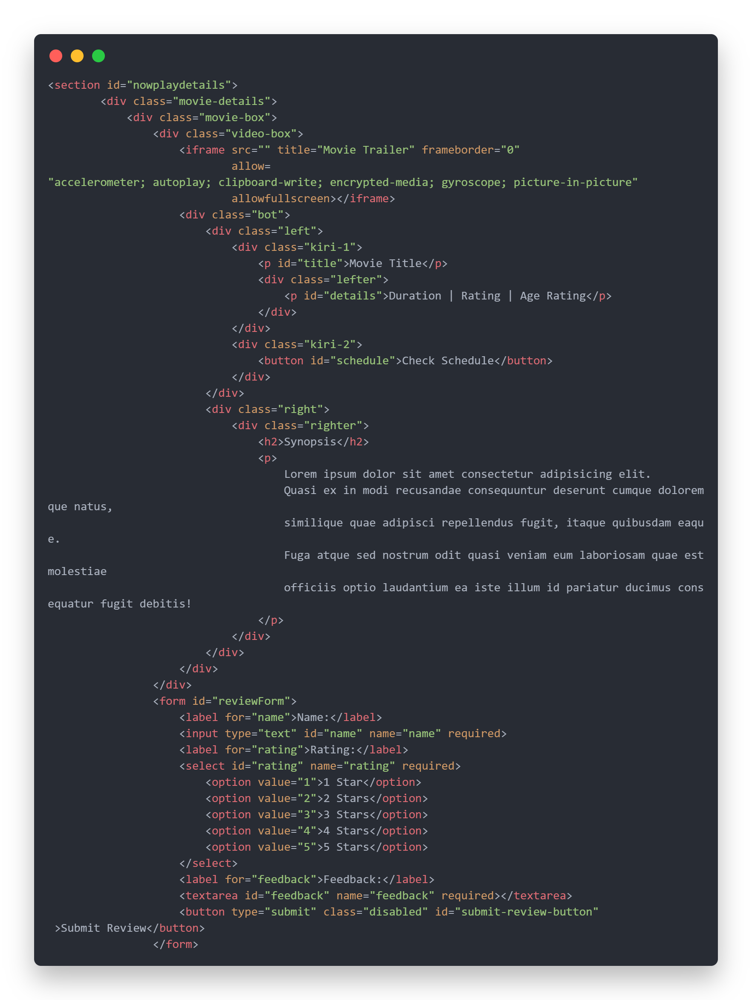 <section id="nowplaydetails">
        <div class="movie-details">
            <div class="movie-box">
                <div class="video-box">
                    <iframe src="" title="Movie Trailer" frameborder="0"
                            allow=
"accelerometer; autoplay; clipboard-write; encrypted-media; gyroscope; picture-in-picture"
                            allowfullscreen></iframe>
                    <div class="bot">
                        <div class="left">
                            <div class="kiri-1">
                                <p id="title">Movie Title</p>
                                <div class="lefter">
                                    <p id="details">Duration | Rating | Age Rating</p>
                                </div>
                            </div>
                            <div class="kiri-2">
                                <button id="schedule">Check Schedule</button>
                            </div>
                        </div>
                        <div class="right">
                            <div class="righter">
                                <h2>Synopsis</h2>
                                <p>
                                    Lorem ipsum dolor sit amet consectetur adipisicing elit.
                                    Quasi ex in modi recusandae consequuntur deserunt cumque dolorem
que natus,
                                    similique quae adipisci repellendus fugit, itaque quibusdam eaqu
e.
                                    Fuga atque sed nostrum odit quasi veniam eum laboriosam quae est
molestiae
                                    officiis optio laudantium ea iste illum id pariatur ducimus cons
equatur fugit debitis!
                                </p>
                            </div>
                        </div>
                    </div>
                </div>
                <form id="reviewForm">
                    <label for="name">Name:</label>
                    <input type="text" id="name" name="name" required>
                    <label for="rating">Rating:</label>
                    <select id="rating" name="rating" required>
                        <option value="1">1 Star</option>
                        <option value="2">2 Stars</option>
                        <option value="3">3 Stars</option>
                        <option value="4">4 Stars</option>
                        <option value="5">5 Stars</option>
                    </select>
                    <label for="feedback">Feedback:</label>
                    <textarea id="feedback" name="feedback" required></textarea>
                    <button type="submit" class="disabled" id="submit-review-button"
 >Submit Review</button>
                </form>